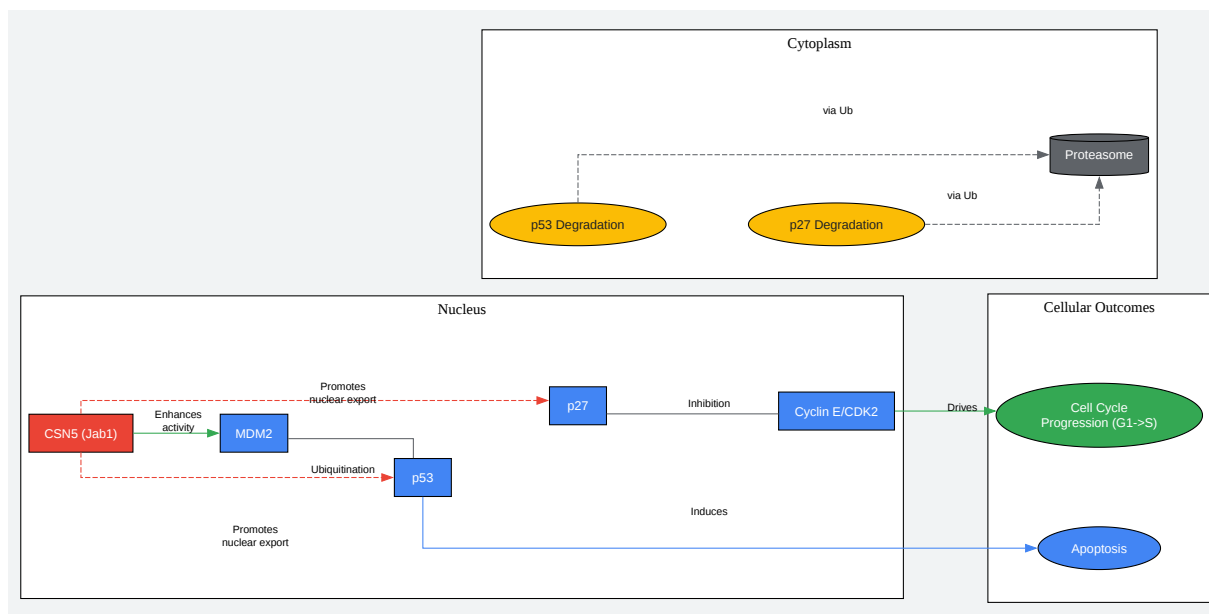 Cytoplasm
via Ub
Proteasome
via Ub
p53 Degradation
p27 Degradation
Nucleus
Cellular Outcomes
Promotes
nuclear export
p27
Inhibition
Cyclin E/CDK2
Drives
Cell Cycle
Progression (G1->S)
Enhances
activity
CSN5 (Jab1)
MDM2
Ubiquitination
p53
Induces
Promotes
nuclear export
Apoptosis